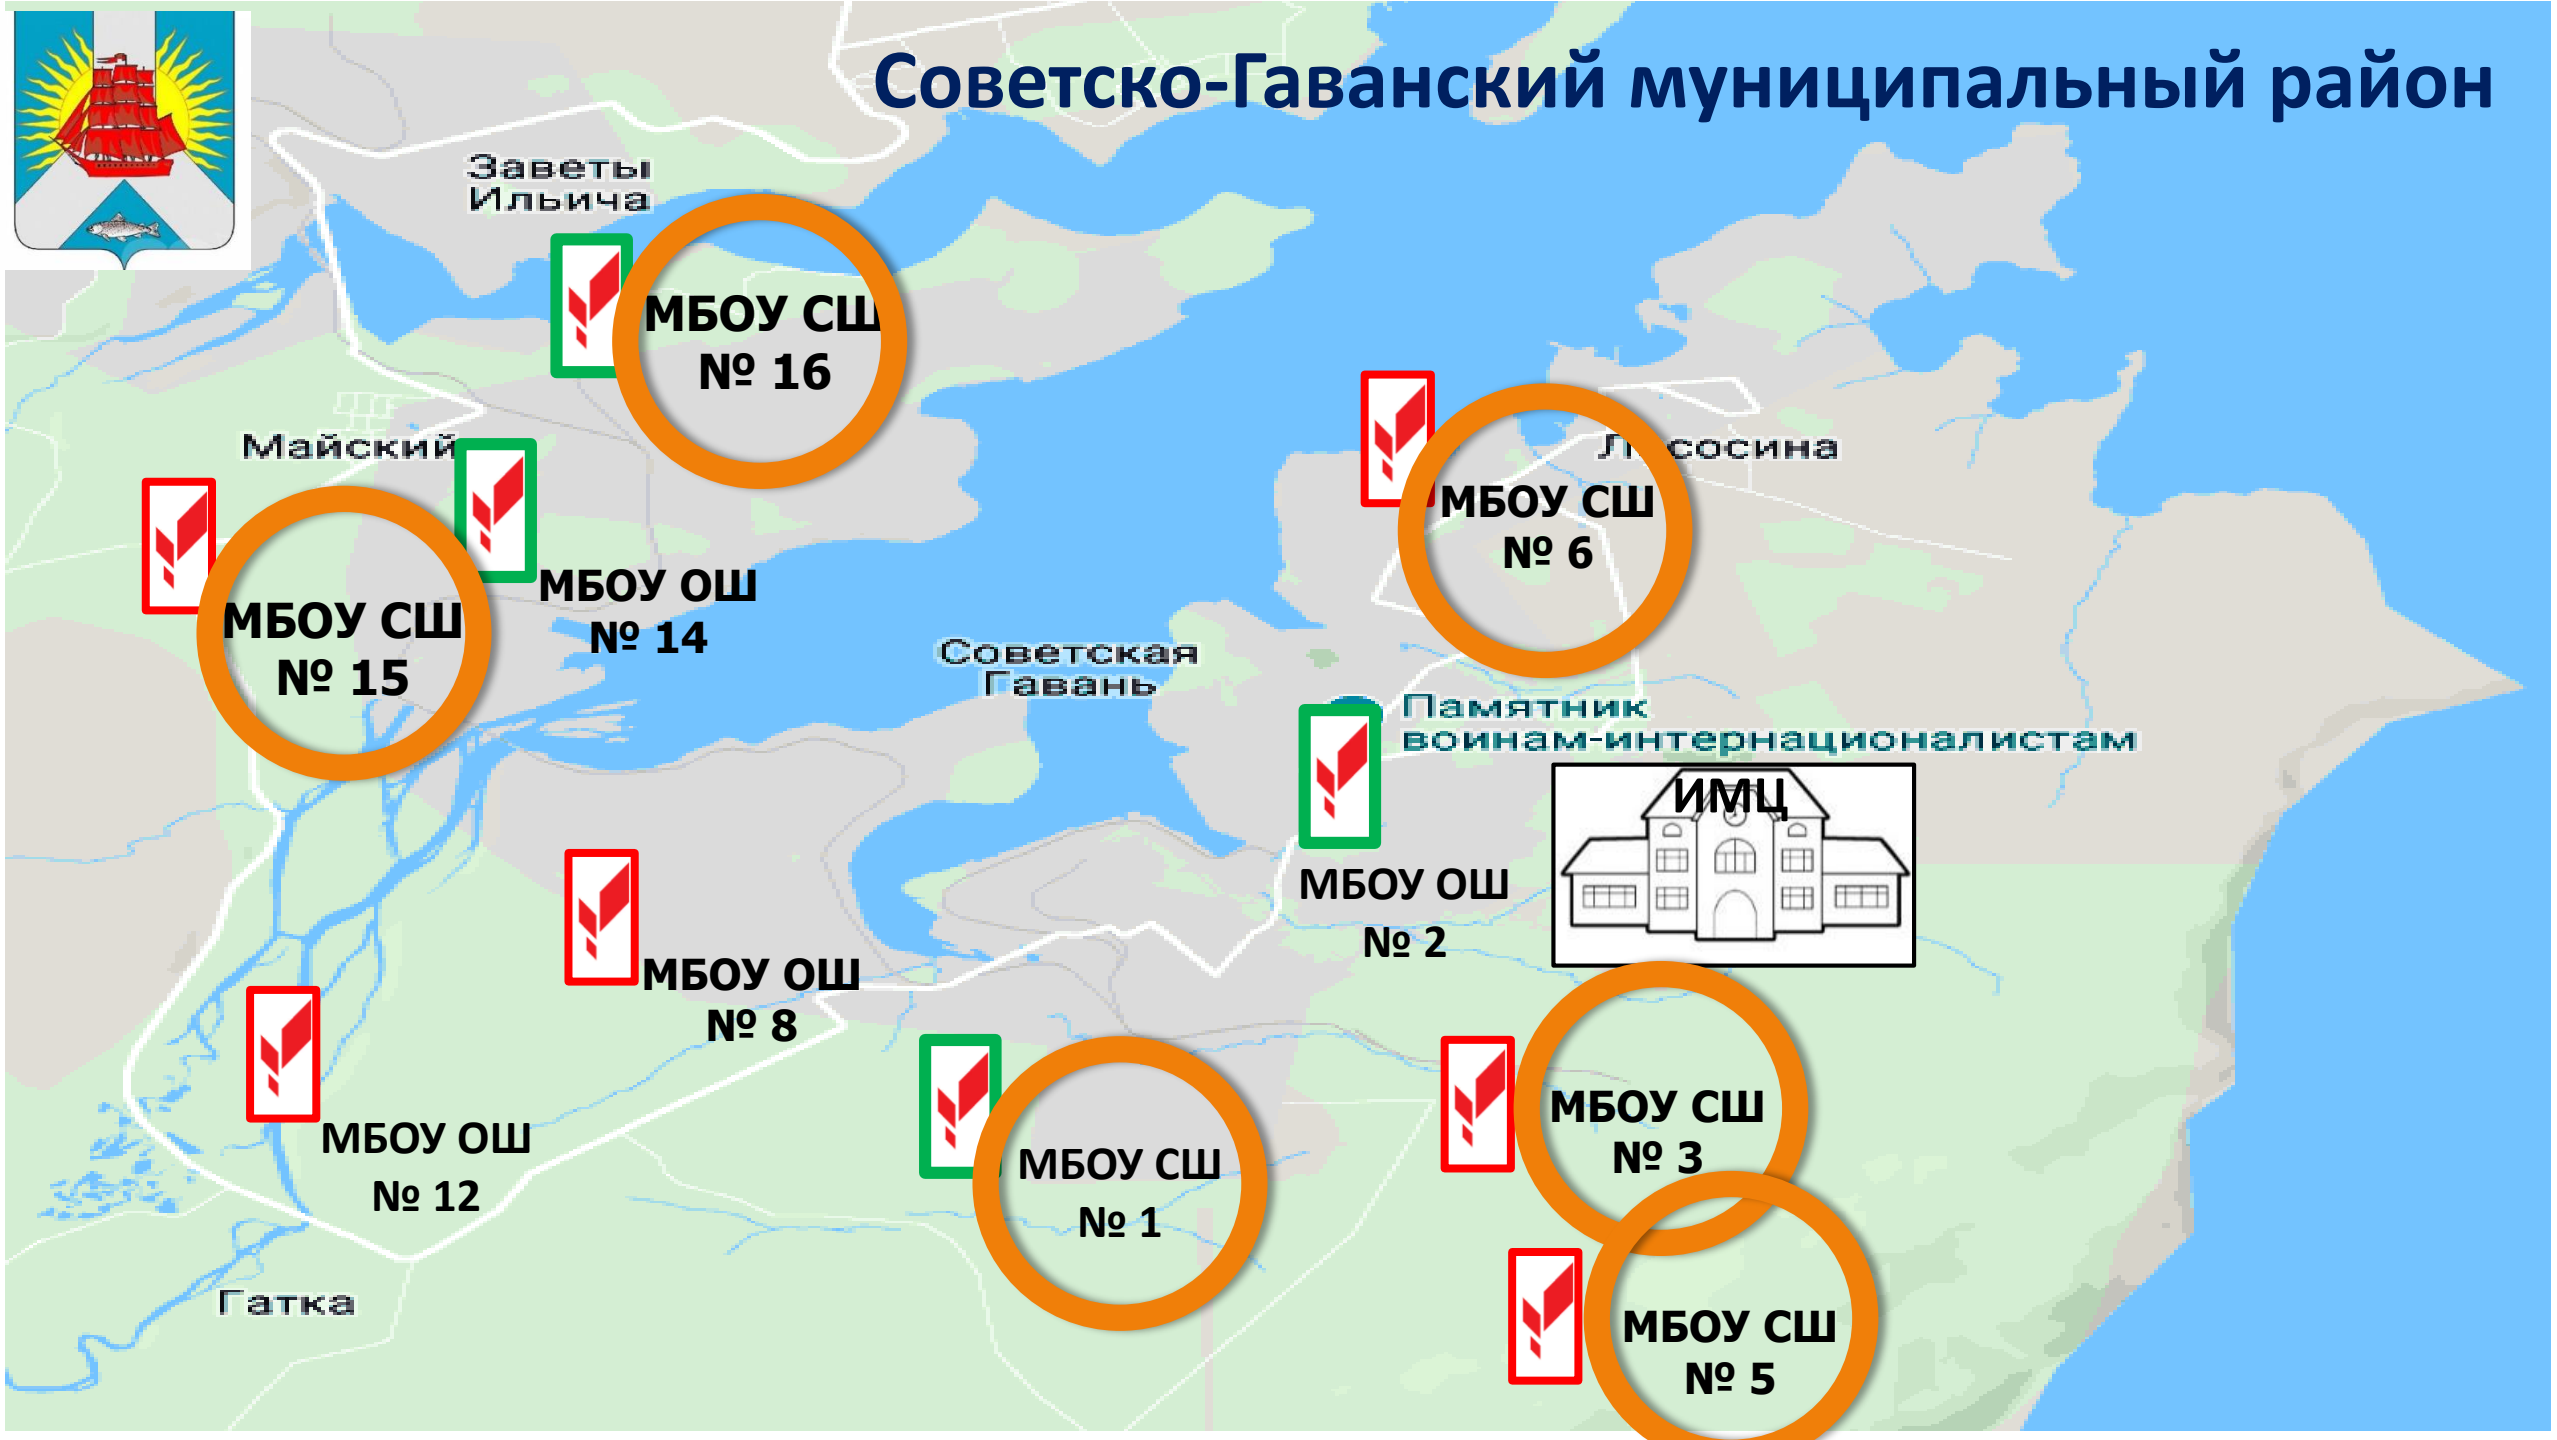 Советско-Гаванский муниципальный район
Заветы
Ильича
МБОУ СШ
№ 16
Майский
Лососина
МБОУ СШ
№ 6
МБОУ ОШ
№ 14
МБОУ СШ
№ 15
Советская
Гавань
Памятник
воинам-интернационалистам
ИМЦ
МБОУ ОШ
№ 2
МБОУ ОШ
№ 8
МБОУ ОШ
№ 12
МБОУ СШ
№ 1
МБОУ СШ
№ 3
Гатка
МБОУ СШ
№ 5